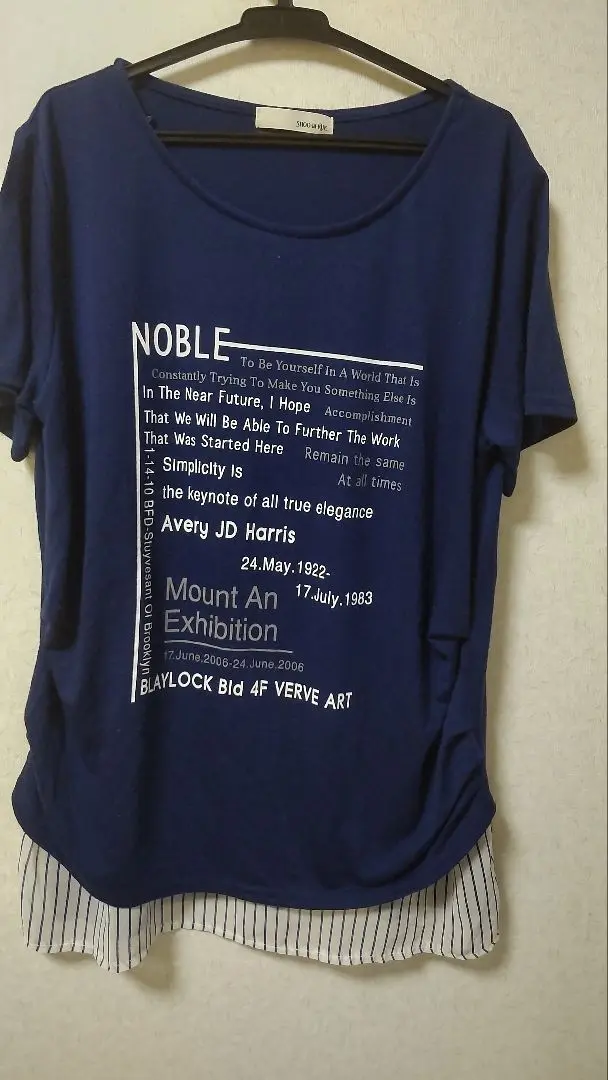 NOBLE
To Be Yourself In A World That Is
Constantly Trying To Make You Something Else Is
In The Near Future, I Hope Accomplishment
That We Will Be Able To Further The Work
That Was Started Here Remain the same
Simplicity Is At all times
the keynote of all true elegance
Avery JD Harris
24.May.1922-
17.July.1983
Mount An
Exhibition
17.June.2006-24.June.2006
BLAYLOCK Bld 4F VERVE ART
1-14-10 BFD-Stuyvesant Of Brooklyn